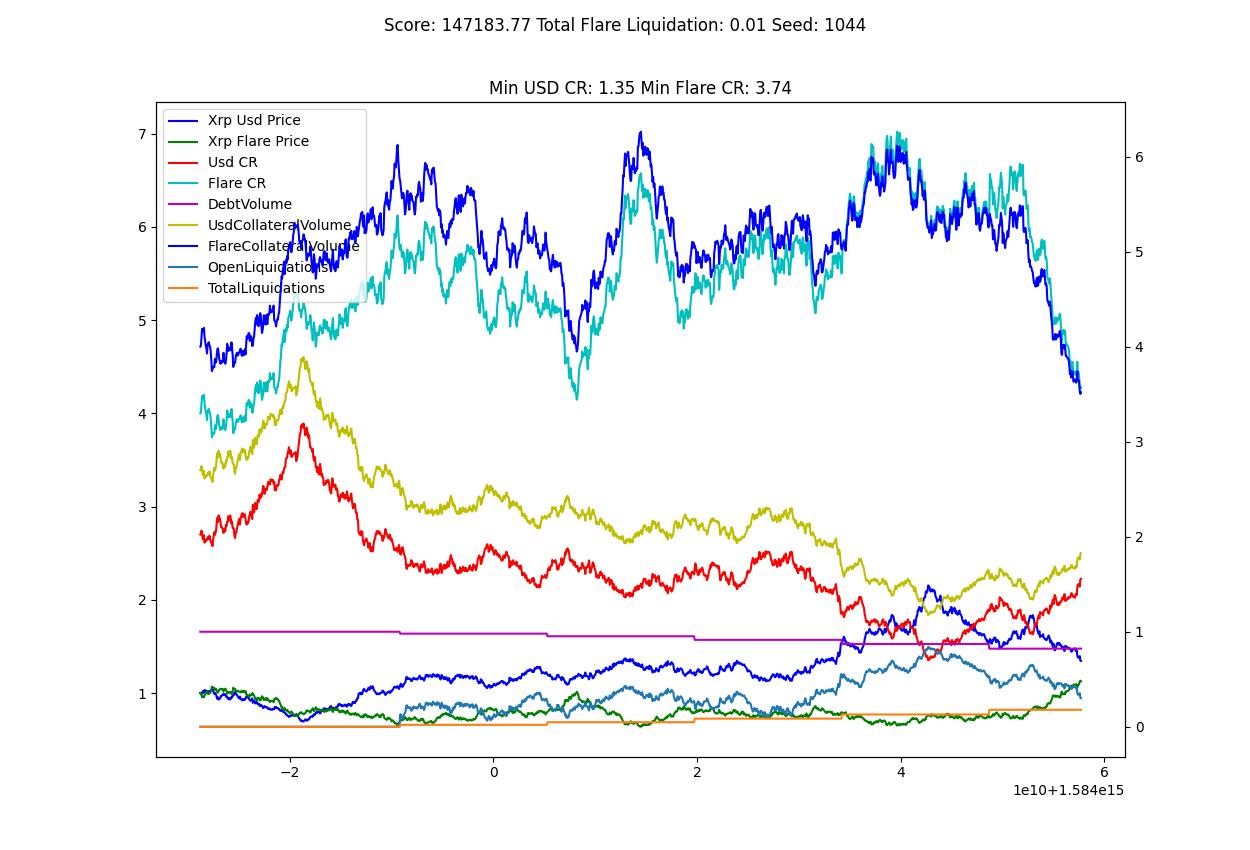 Score: 147183.77 Total Flare Liquidation: 0.01 Seed: 1044
Min USD CR: 1.35 Min Flare CR: 3.74
Xrp Usd Price
Xrp Flare Price
Usd CR
Flare CR
DebtVolume
UsdCollateralVolume
FlareCollateralVolume
OpenLiquidations
TotalLiquidations
7
6
5
4
3
2
1
6
5
4
3
2
1
0
−2
0
2
4
6
1e10+1.584e15